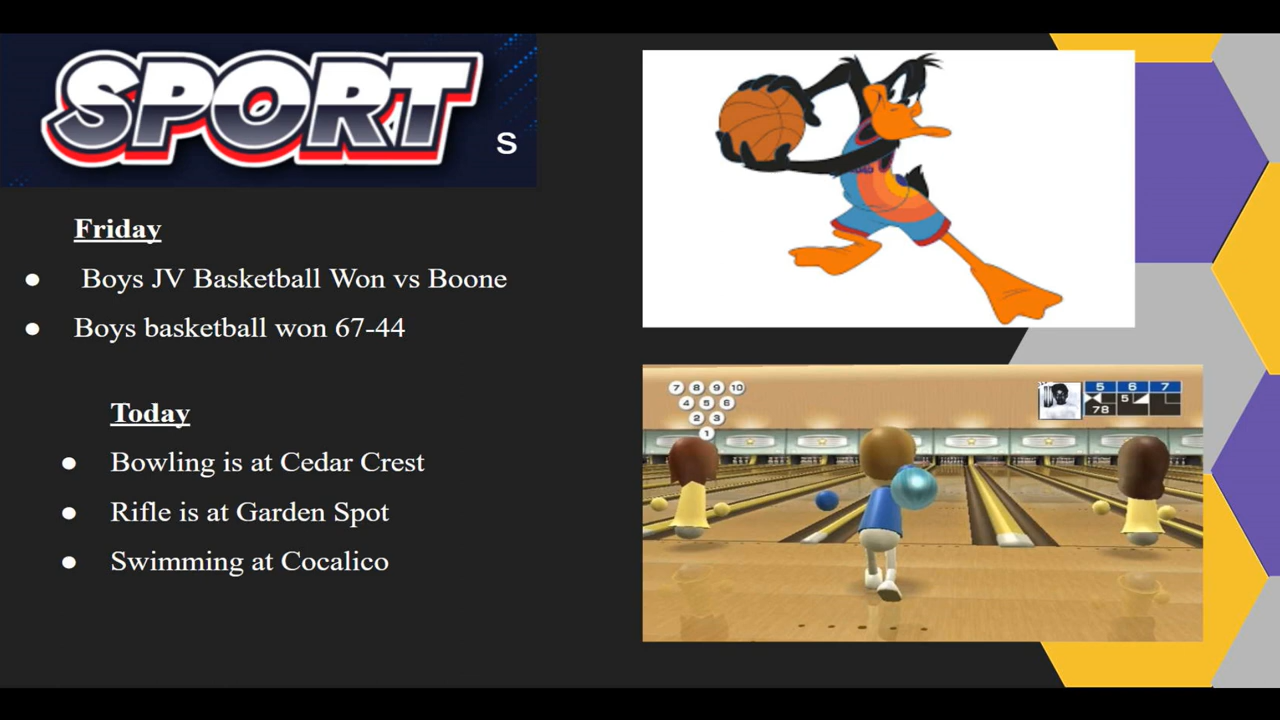 SPORT
S
Friday
● Boys JV Basketball Won vs Boone
● Boys basketball won 67-44
Today
● Bowling is at Cedar Crest
● Rifle is at Garden Spot
● Swimming at Cocalico
7 8 9 10
4 5 6
2 3
1
5 6 7
5
78